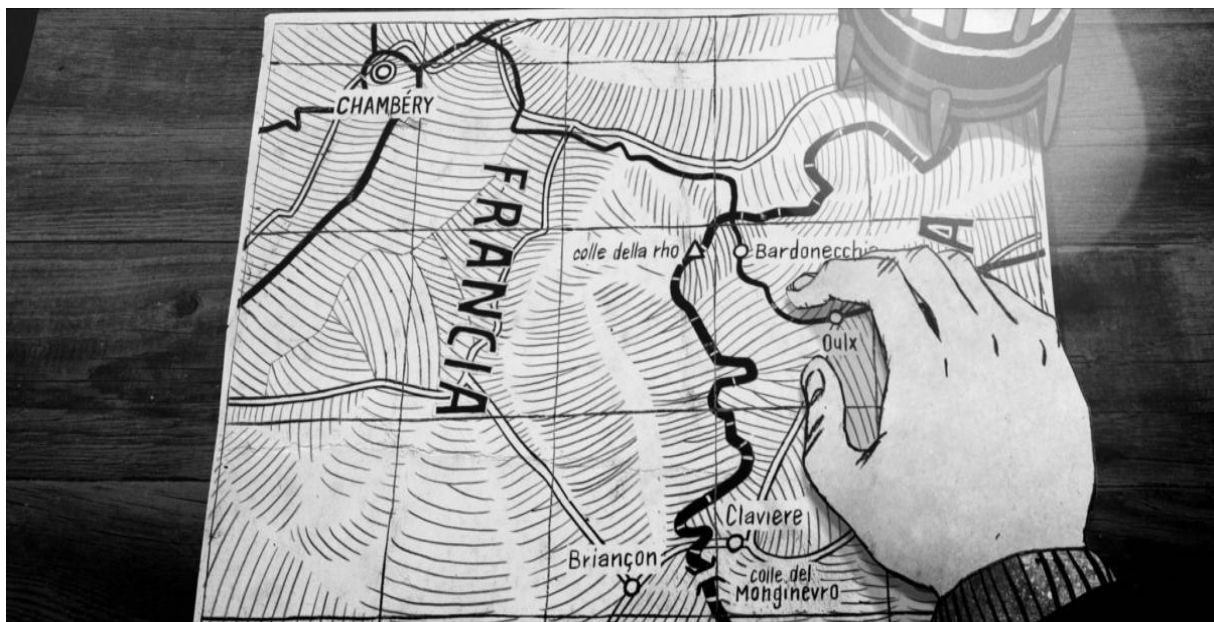 CHAMBÉRY
FRANCIA
colle della rho
Bardonecchi
A
Oulx
Claviere
Briançon
colle del
Monginevro